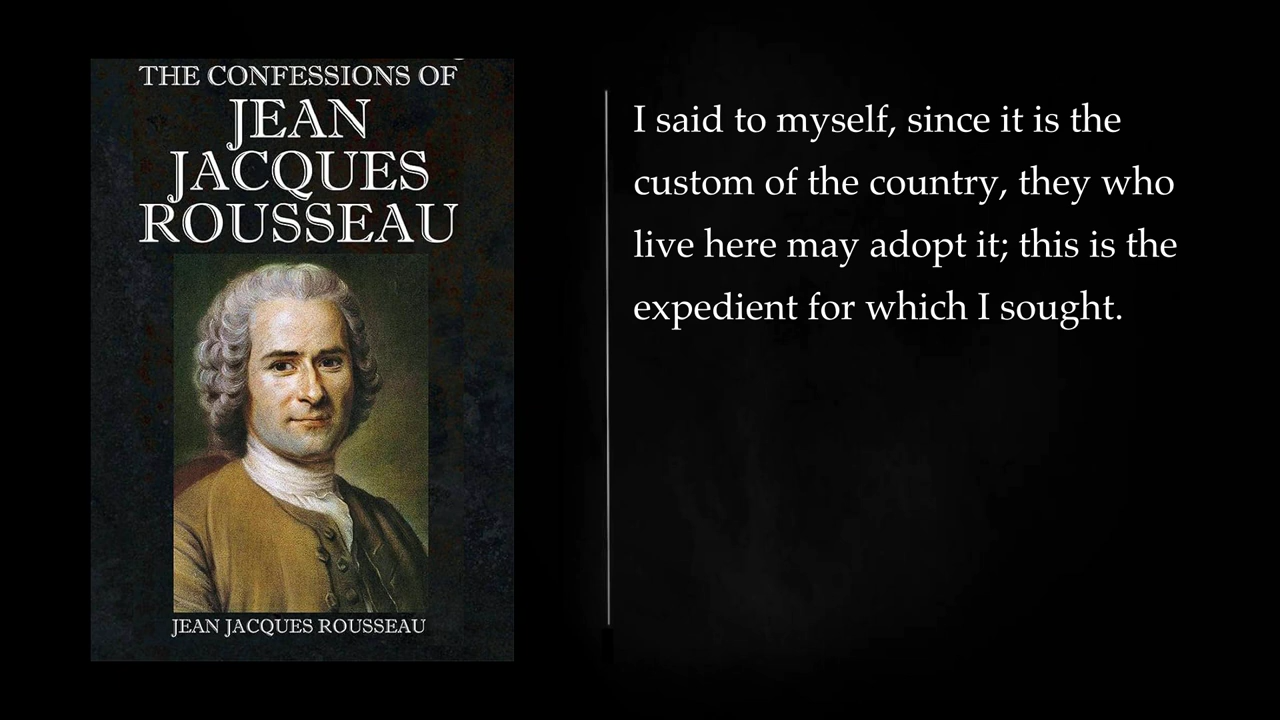 THE CONFESSIONS OF
JEAN
JACQUES
ROUSSEAU
JEAN JACQUES ROUSSEAU
I said to myself, since it is the
custom of the country, they who
live here may adopt it; this is the
expedient for which I sought.